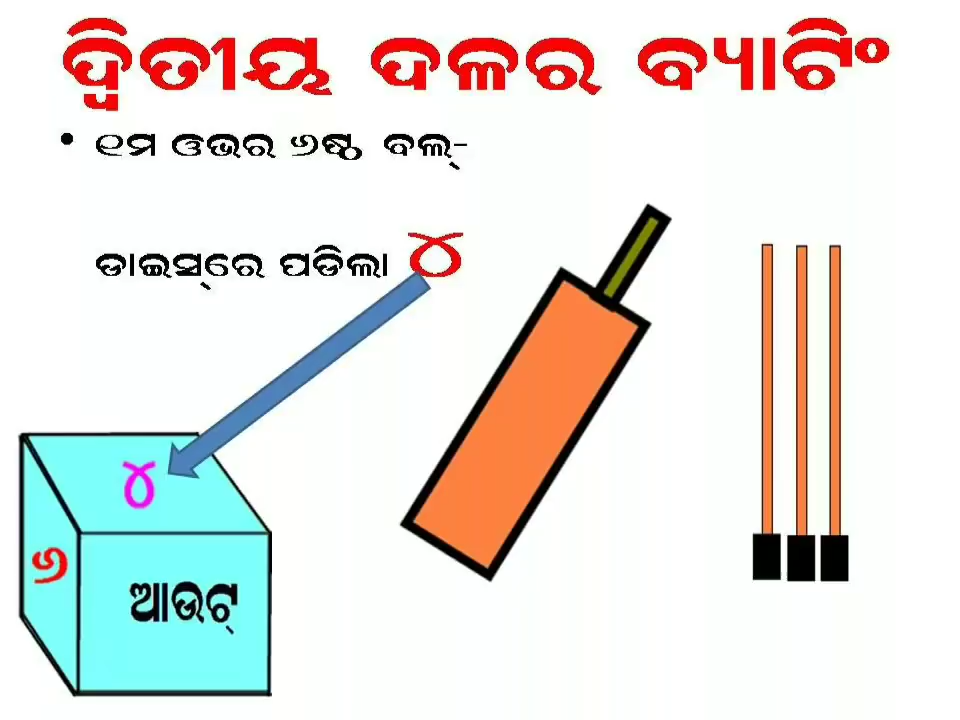 ଦ୍ଵିତୀୟ ଦଳର ବ୍ୟାଟିଂ
• ୧ମ ଓଭର ୬ଷ୍ଠ ବଲ୍-
ଡାଇସ୍‌ରେ ପଡିଲା ୪
୪
୬
ଆଉଟ୍